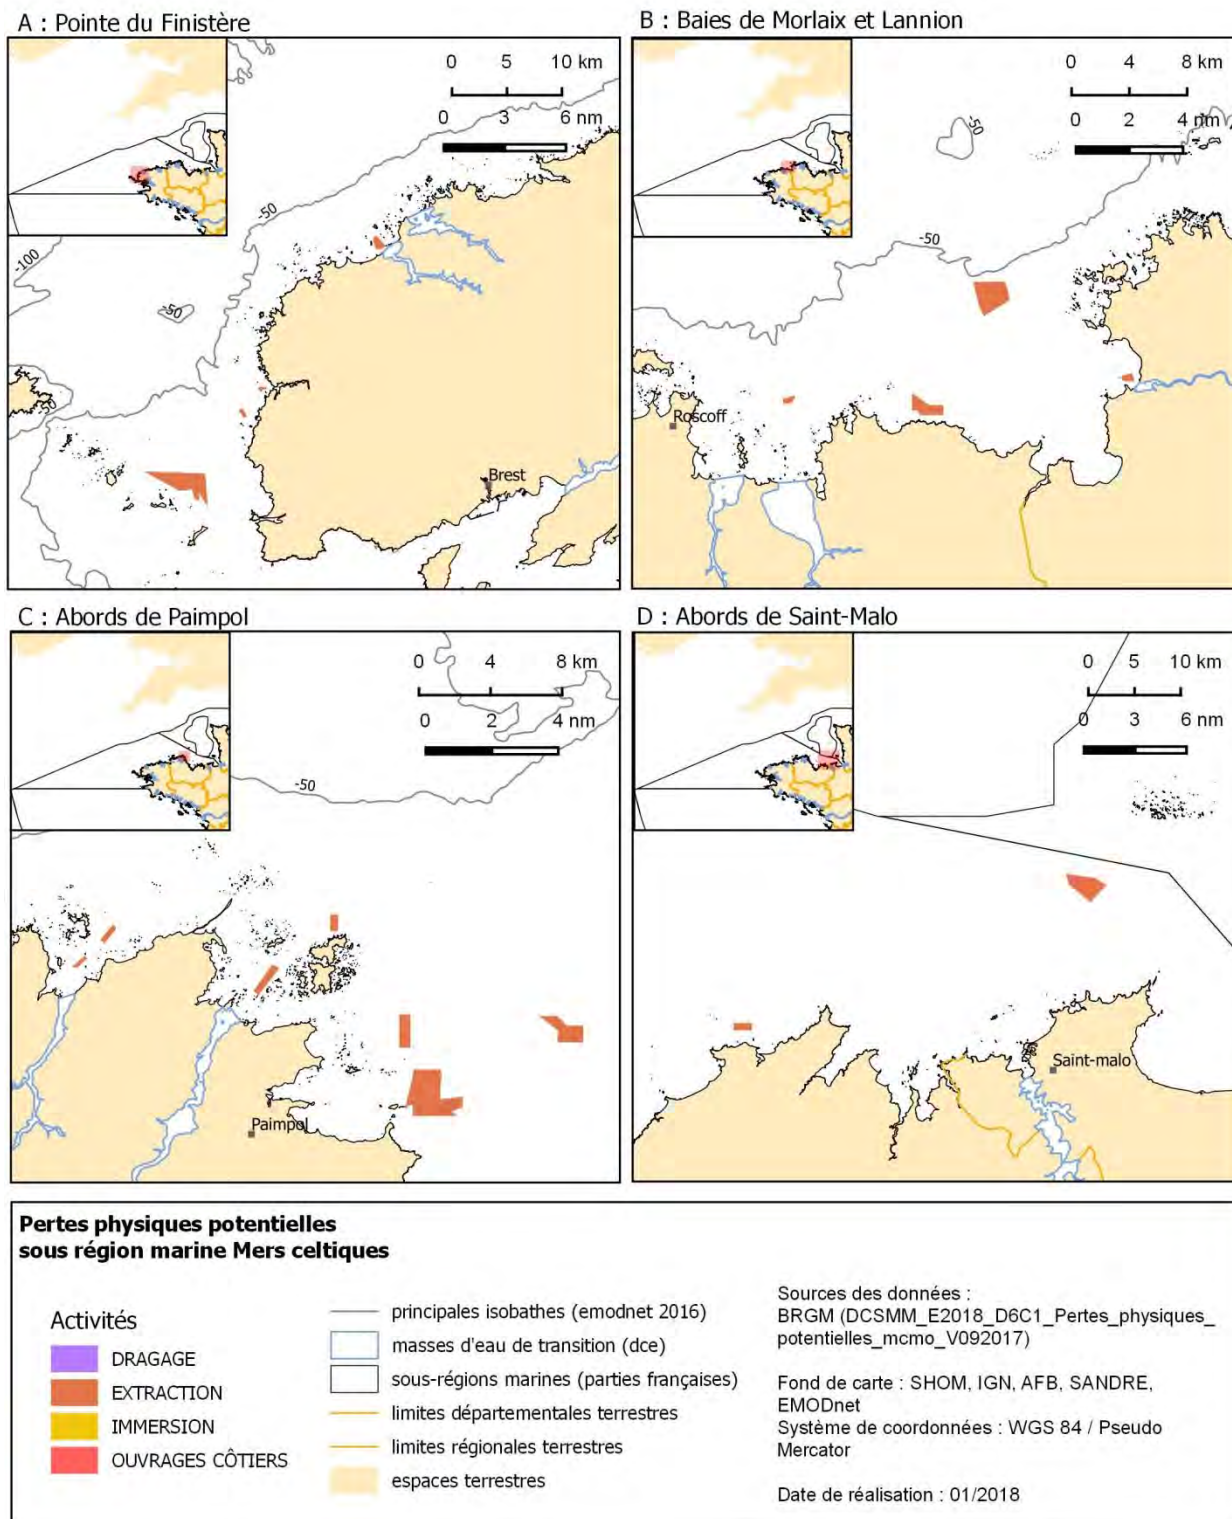 A : Pointe du Finistère
B : Baies de Morlaix et Lannion
0 5 10 km
0 3 6 nm
-50
-100
-50
-50
Brest
0 4 8 km
0 2 4 nm
-50
-50
Roscoff
C : Abords de Paimpol
D : Abords de Saint-Malo
0 4 8 km
0 2 4 nm
-50
Paimpol
0 5 10 km
0 3 6 nm
Saint-malo
Pertes physiques potentielles
sous région marine Mers celtiques
Activités
DRAGAGE
EXTRACTION
IMMERSION
OUVRAGES CÔTIERS
principales isobathes (emodnet 2016)
masses d'eau de transition (dce)
sous-régions marines (parties françaises)
limites départementales terrestres
limites régionales terrestres
espaces terrestres
Sources des données :
BRGM (DCSMM_E2018_D6C1_Pertes_physiques_
potentielles_mcmo_V092017)
Fond de carte : SHOM, IGN, AFB, SANDRE,
EMODnet
Système de coordonnées : WGS 84 / Pseudo
Mercator
Date de réalisation : 01/2018